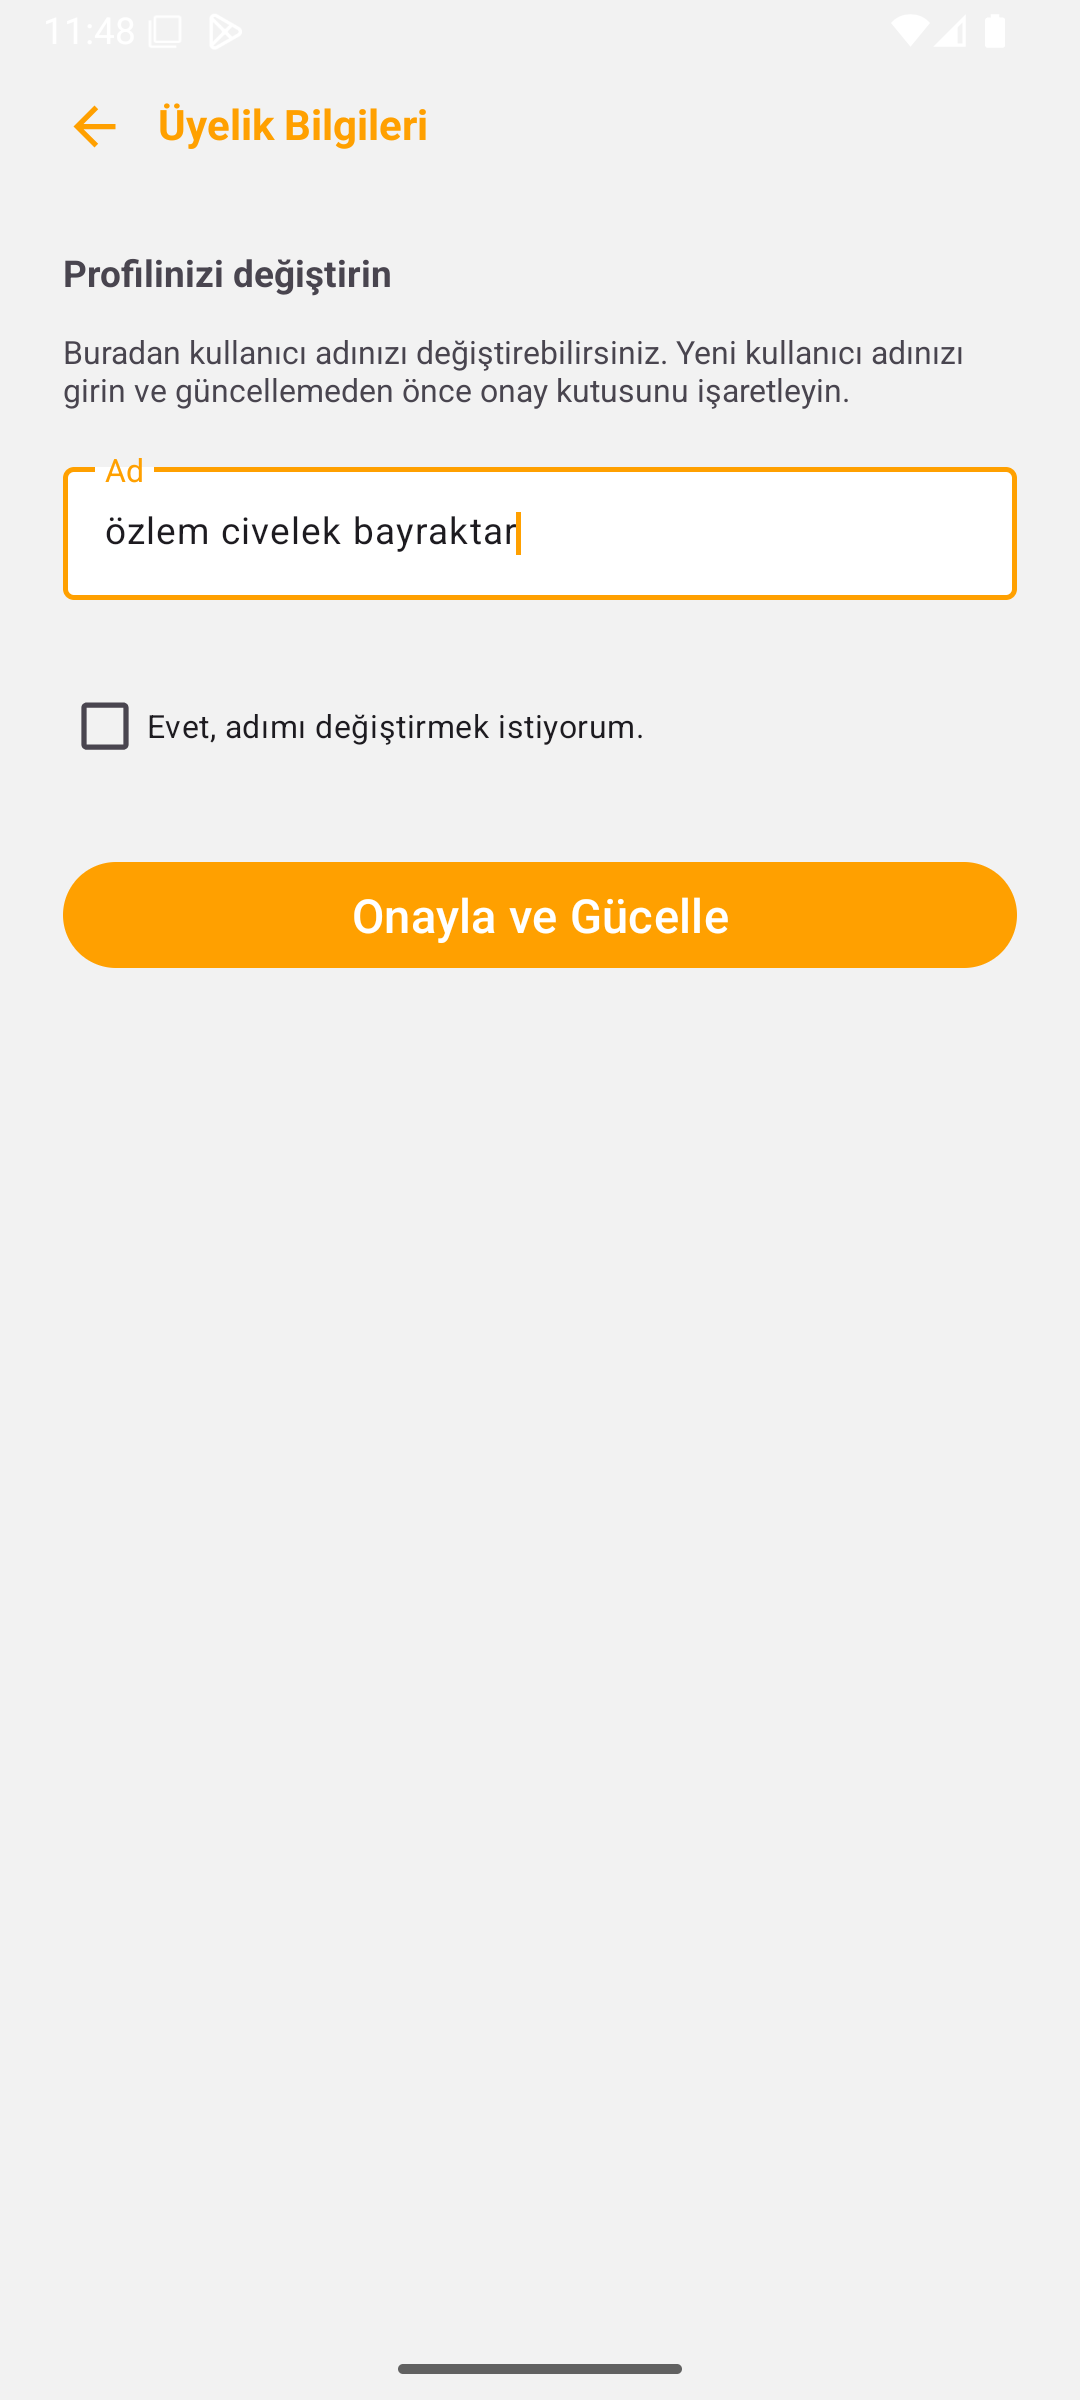 11:48
Üyelik Bilgileri
Profilinizi değiştirin
Buradan kullanıcı adınızı değiştirebilirsiniz. Yeni kullanıcı adınızı
girin ve güncellemeden önce onay kutusunu işaretleyin.
Ad
özlem civelek bayraktar
Evet, adımı değiştirmek istiyorum.
Onayla ve Gücelle